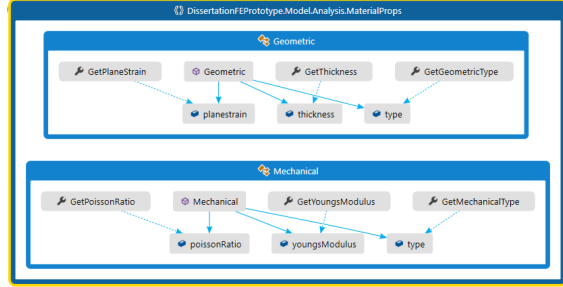 DissertationFEPrototype.Model.Analysis.MaterialProps
Geometric
GetPlaneStrain Geometric GetThickness GetGeometricType
planestrain thickness type
Mechanical
GetPoissonRatio Mechanical GetYoungsModulus GetMechanicalType
poissonRatio youngsModulus type